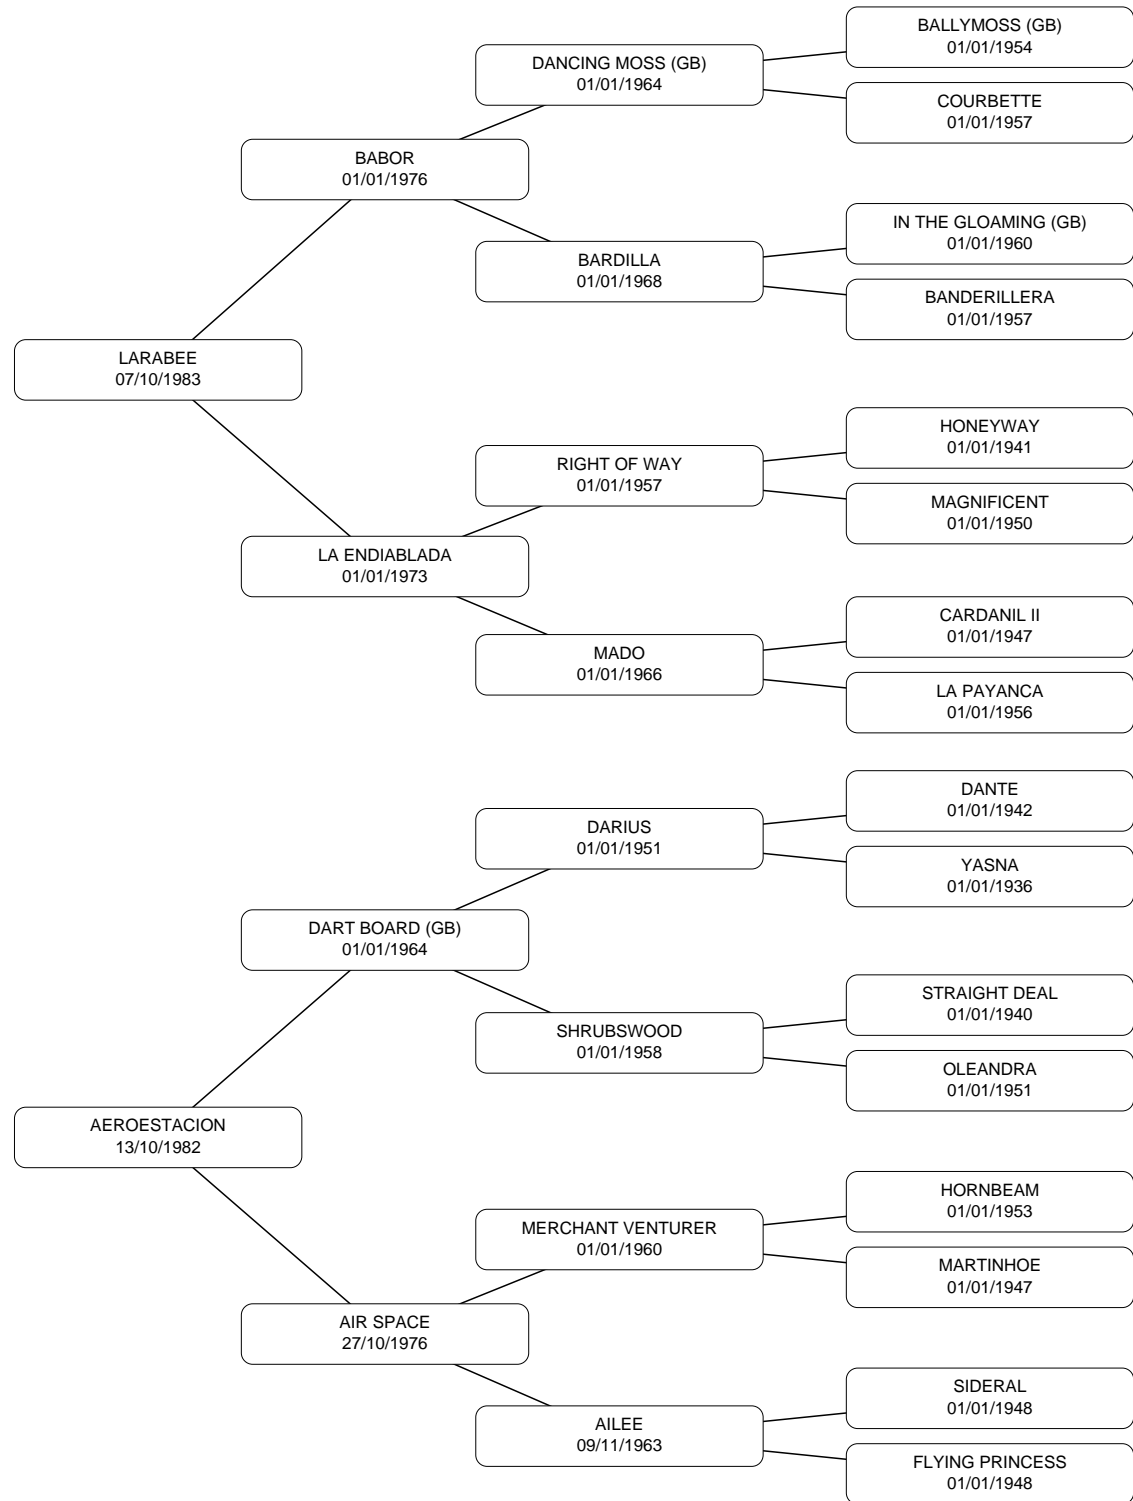 BALLYMOSS (GB)
01/01/1954
DANCING MOSS (GB)
01/01/1964
COURBETTE
01/01/1957
BABOR
01/01/1976
IN THE GLOAMING (GB)
01/01/1960
BARDILLA
01/01/1968
BANDERILLERA
01/01/1957
LARABEE
07/10/1983
HONEYWAY
01/01/1941
RIGHT OF WAY
01/01/1957
MAGNIFICENT
01/01/1950
LA ENDIABLADA
01/01/1973
CARDANIL II
01/01/1947
MADO
01/01/1966
LA PAYANCA
01/01/1956
DANTE
01/01/1942
DARIUS
01/01/1951
YASNA
01/01/1936
DART BOARD (GB)
01/01/1964
STRAIGHT DEAL
01/01/1940
SHRUBSWOOD
01/01/1958
OLEANDRA
01/01/1951
AEROESTACION
13/10/1982
HORNBEAM
01/01/1953
MERCHANT VENTURER
01/01/1960
MARTINHOE
01/01/1947
AIR SPACE
27/10/1976
SIDERAL
01/01/1948
AILEE
09/11/1963
FLYING PRINCESS
01/01/1948